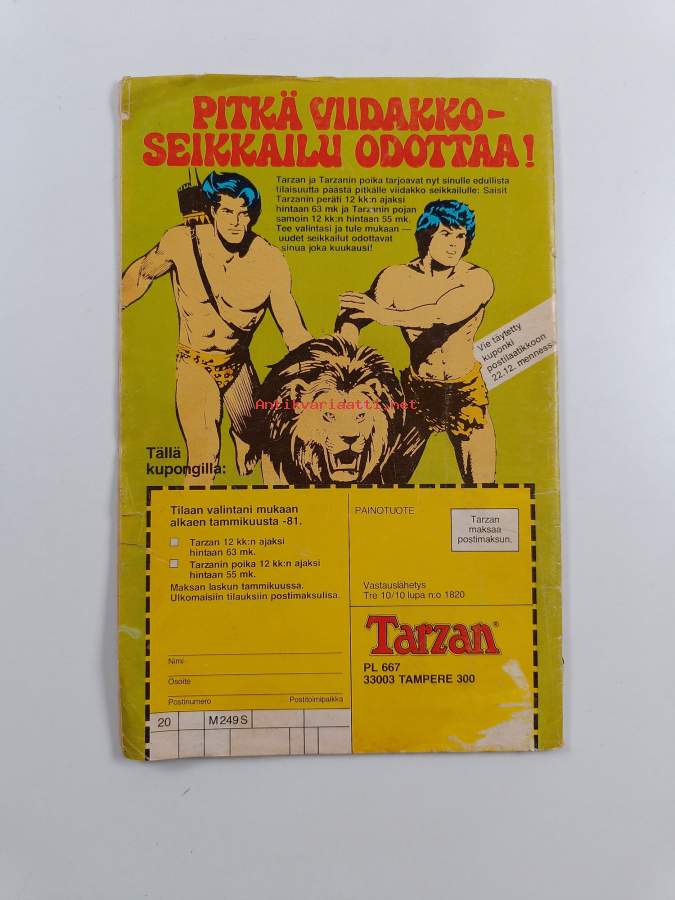 PITKÄ VIIDAKKO-
SEIKKAILU ODOTTAA!
Tarzan ja Tarzanin poika tarjoavat nyt sinulle edullista
tilaisuutta päästä pitkälle viidakko seikkailulle: Saisit
Tarzanin peräti 12 kk:n ajaksi
hintaan 63 mk ja Tarzanin pojan
samoin 12 kk:n hintaan 55 mk.
Tee valintasi ja tule mukaan —
uudet seikkailut odottavat
sinua joka kuukausi!
Vie täytetty
kuponki
postilaatikkoon
22.12. mennessä
Antikvariaatti.net
Tällä
kupongilla:
Tilaan valintani mukaan
alkaen tammikuusta -81.
Tarzan 12 kk:n ajaksi
hintaan 63 mk.
Tarzanin poika 12 kk:n ajaksi
hintaan 55 mk.
Maksan laskun tammikuussa.
Ulkomaisiin tilauksiin postimaksulisa.
Nimi
Osoite
Postinumero Postitoimipaikka
20 M 249 S
PAINOTUOTE
Tarzan
maksaa
postimaksun.
Vastauslähetys
Tre 10/10 lupa n:o 1820
Tarzan®
PL 667
33003 TAMPERE 300